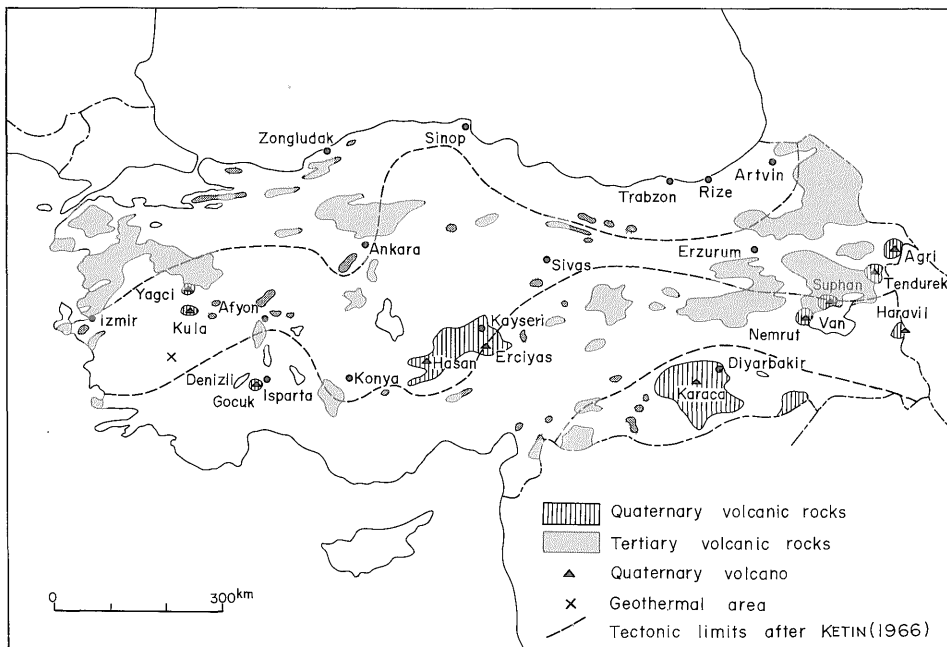 Zongludak
Sinop
Trabzon
Rize
Artvin
Ankara
Sivas
Erzurum
Agri
Tendurek
Suphan
Yagci
Izmir
Kula
Afyon
Kayseri
Nemrut
Van
Haravil
Hasan
Erciyas
Diyarbakir
Denizli
Konya
Karaca
Gocuk
Isparta
Quaternary volcanic rocks
Tertiary volcanic rocks
Quaternary volcano
0 300km
Geothermal area
Tectonic limits after KETIN(1966)